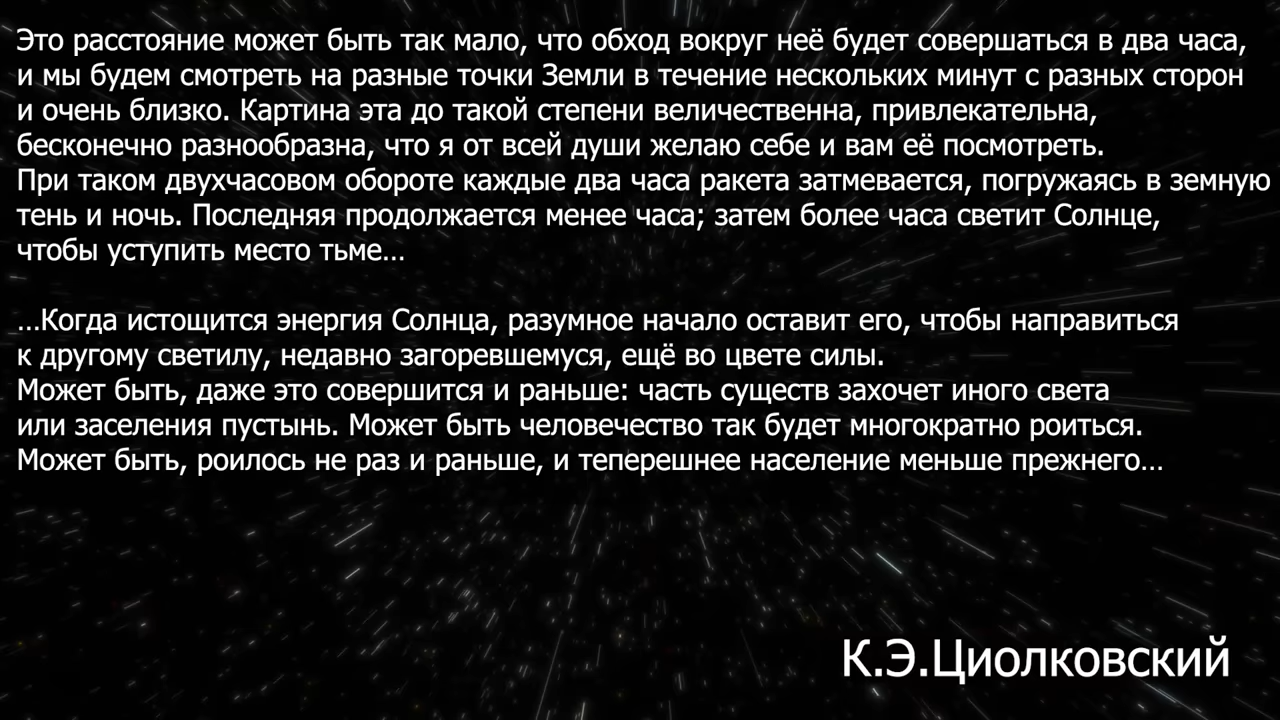 Это расстояние может быть так мало, что обход вокруг неё будет совершаться в два часа,
и мы будем смотреть на разные точки Земли в течение нескольких минут с разных сторон
и очень близко. Картина эта до такой степени величественна, привлекательна,
бесконечно разнообразна, что я от всей души желаю себе и вам её посмотреть.
При таком двухчасовом обороте каждые два часа ракета затмевается, погружаясь в земную
тень и ночь. Последняя продолжается менее часа; затем более часа светит Солнце,
чтобы уступить место тьме...
...Когда истощится энергия Солнца, разумное начало оставит его, чтобы направиться
к другому светилу, недавно загоревшемуся, ещё во цвете силы.
Может быть, даже это совершится и раньше: часть существ захочет иного света
или заселения пустынь. Может быть человечество так будет многократно роиться.
Может быть, роилось не раз и раньше, и теперешнее население меньше прежнего...
К.Э.Циолковский